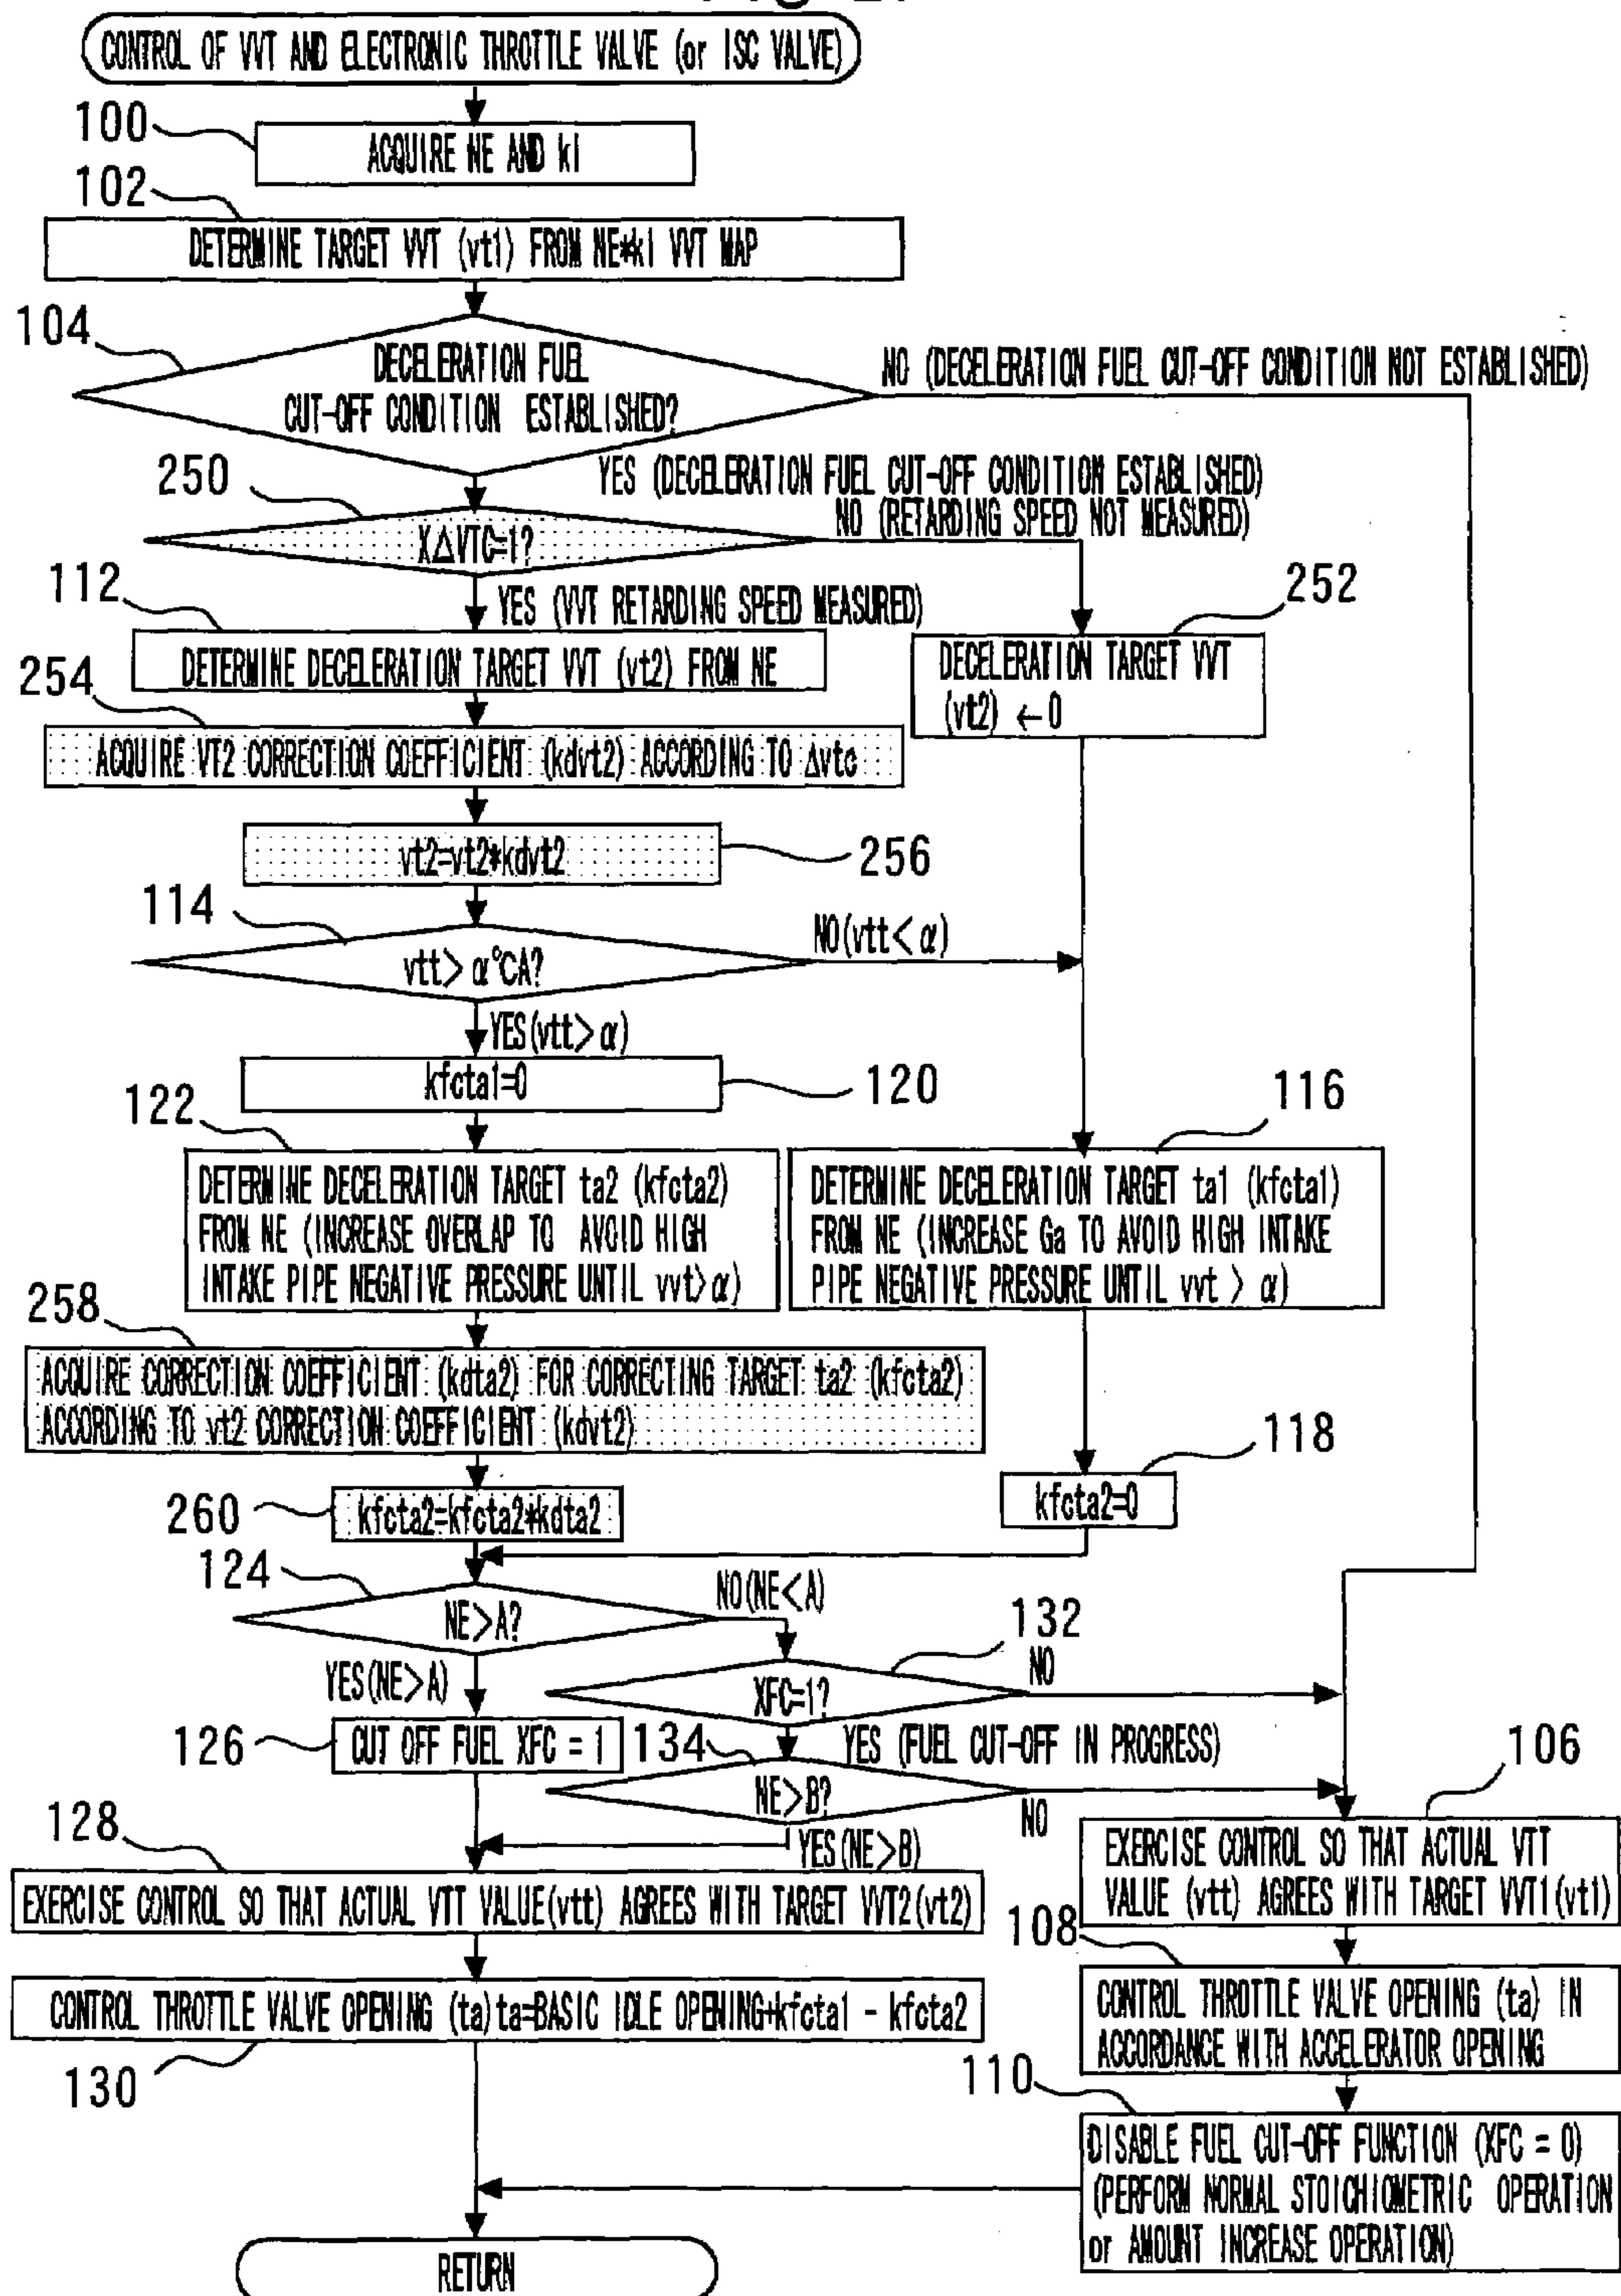 CONTROL OF VVT AND ELECTRONIC THROTTLE VALVE (or ISC VALVE)
100
ACQUIRE NE AND kl
102
DETERMINE TARGET VVT (vt1) FROM NE*kl VVT MAP
104
DECELERATION FUEL
CUT-OFF CONDITION ESTABLISHED?
NO (DECELERATION FUEL CUT-OFF CONDITION NOT ESTABLISHED)
YES (DECELERATION FUEL CUT-OFF CONDITION ESTABLISHED)
250
X△VTC=1?
NO (RETARDING SPEED NOT MEASURED)
112
YES (VVT RETARDING SPEED MEASURED)
252
DETERMINE DECELERATION TARGET VVT (vt2) FROM NE
DECELERATION TARGET VVT
(vt2) ←0
254
ACQUIRE VT2 CORRECTION COEFFICIENT (kdvt2) ACCORDING TO Δvtc
vt2=vt2*kdvt2
256
114
vtt> α°CA?
NO(vtt< α)
YES(vtt> α)
kfcta1=0
120
122
116
DETERMINE DECELERATION TARGET ta2 (kfcta2)
FROM NE (INCREASE OVERLAP TO AVOID HIGH
INTAKE PIPE NEGATIVE PRESSURE UNTIL vvt>α)
DETERMINE DECELERATION TARGET ta1 (kfcta1)
FROM NE (INCREASE Ga TO AVOID HIGH INTAKE
PIPE NEGATIVE PRESSURE UNTIL vvt > α)
258
ACQUIRE CORRECTION COEFFICIENT (kdta2) FOR CORRECTING TARGET ta2 (kfcta2)
ACCORDING TO vt2 CORRECTION COEFFICIENT (kdvt2)
118
260
kfcta2=kfcta2*kdta2
kfcta2=0
124
NE>A?
NO(NE<A)
132
YES(NE>A)
XFC=1?
NO
126
CUT OFF FUEL XFC = 1
134
YES (FUEL CUT-OFF IN PROGRESS)
106
NE>B?
NO
128
YES(NE>B)
EXERCISE CONTROL SO THAT ACTUAL VTT VALUE(vtt) AGREES WITH TARGET VVT2(vt2)
EXERCISE CONTROL SO THAT ACTUAL VTT
VALUE (vtt) AGREES WITH TARGET VVT1(vt1)
108
CONTROL THROTTLE VALVE OPENING (ta) ta=BASIC IDLE OPENING+kfcta1 - kfcta2
130
CONTROL THROTTLE VALVE OPENING (ta) IN
ACCORDANCE WITH ACCELERATOR OPENING
110
DISABLE FUEL CUT-OFF FUNCTION (XFC = 0)
(PERFORM NORMAL STOICHIOMETRIC OPERATION
or AMOUNT INCREASE OPERATION)
RETURN